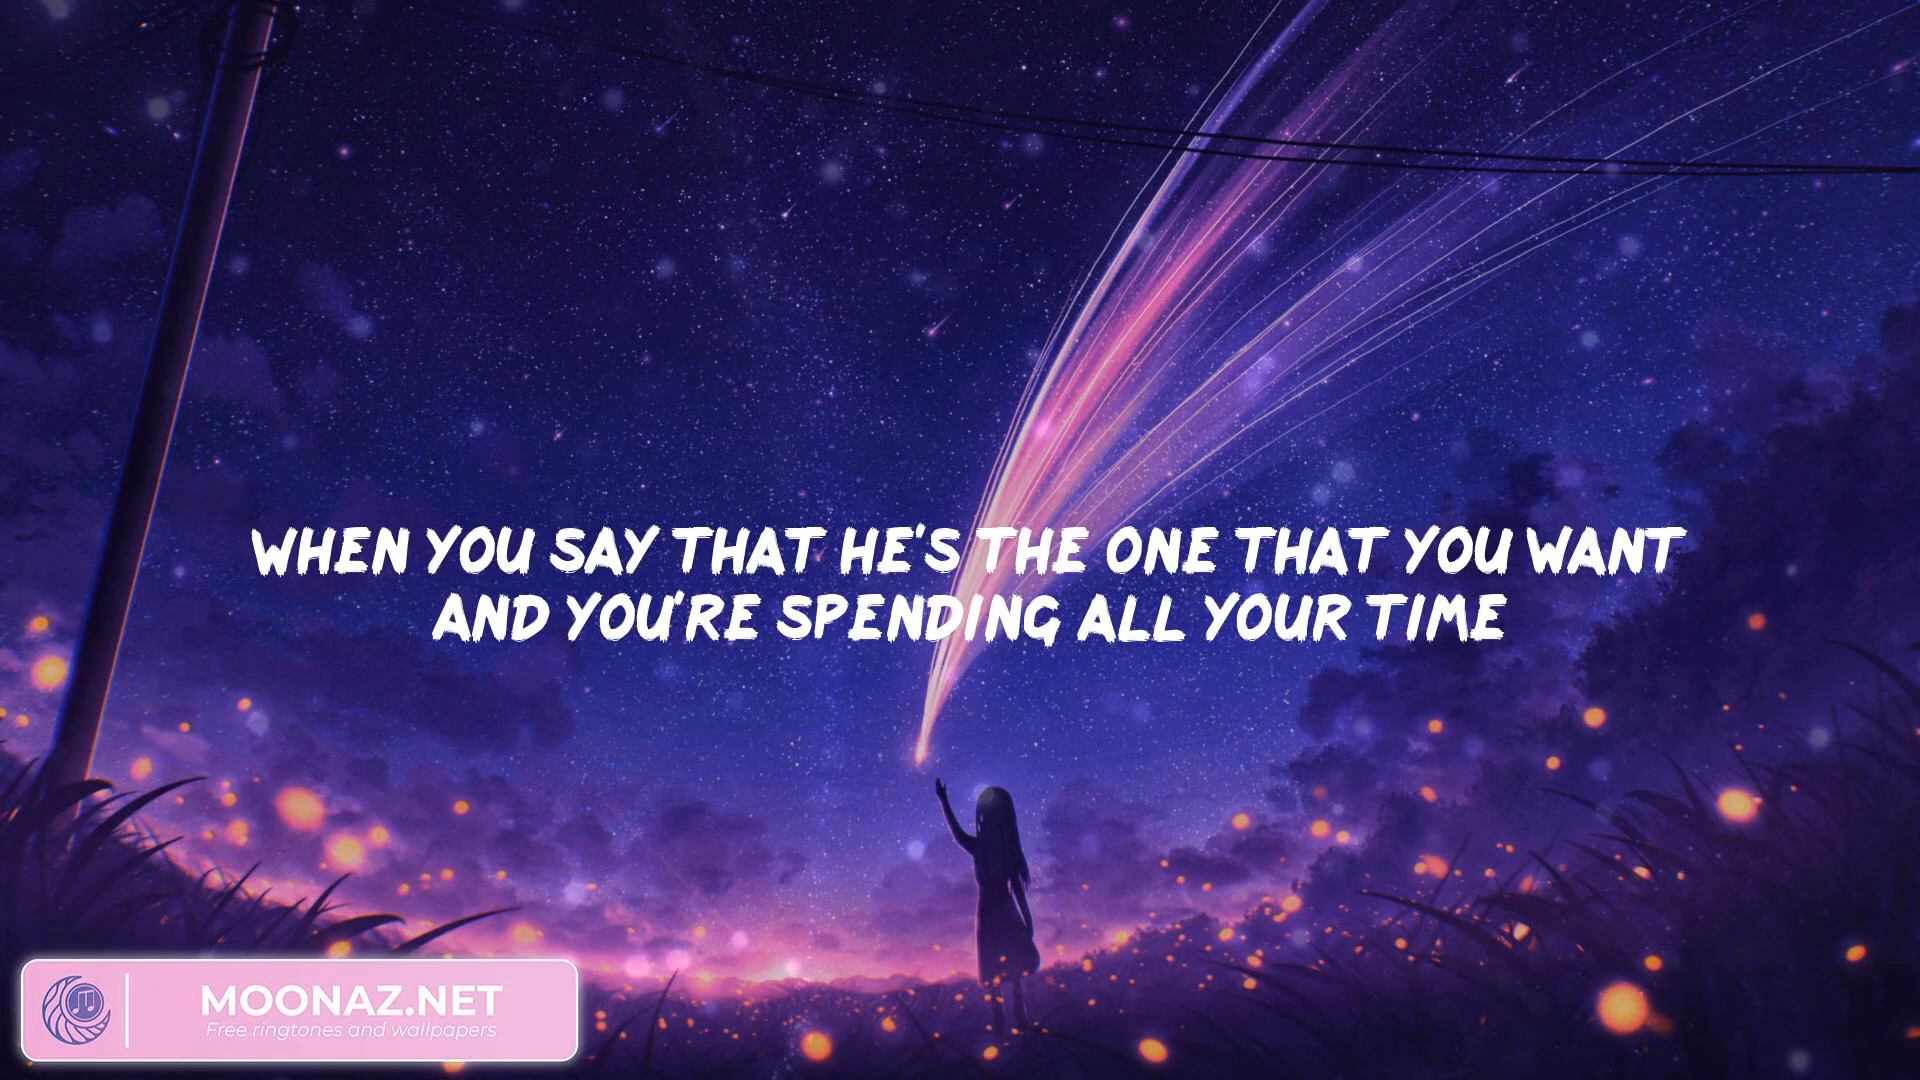 WHEN YOU SAY THAT HE'S THE ONE THAT YOU WANT
AND YOU'RE SPENDING ALL YOUR TIME
MOONAZ.NET
Free ringtones and wallpapers